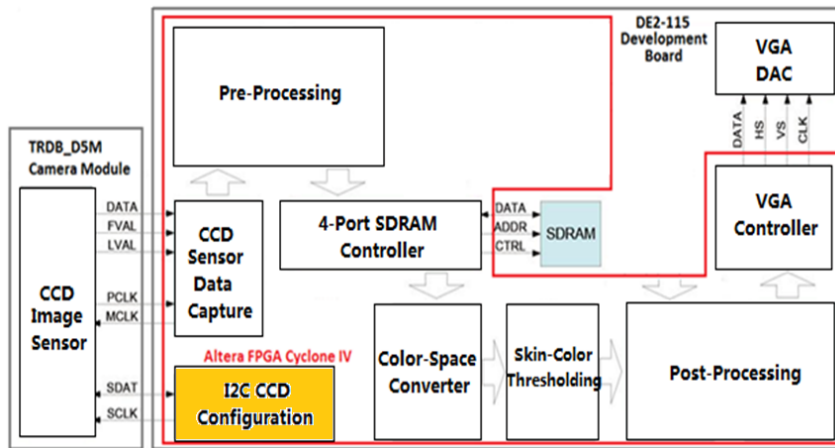 DE2-115
Development
Board
VGA
DAC
Pre-Processing
DATA
HS
VS
CLK
TRDB_D5M
Camera Module
DATA
FVAL
LVAL
PCLK
MCLK
SDAT
SCLK
CCD
Image
Sensor
CCD
Sensor
Data
Capture
4-Port SDRAM
Controller
DATA
ADDR
CTRL
SDRAM
VGA
Controller
Altera FPGA Cyclone IV
I2C CCD
Configuration
Color-Space
Converter
Skin-Color
Thresholding
Post-Processing